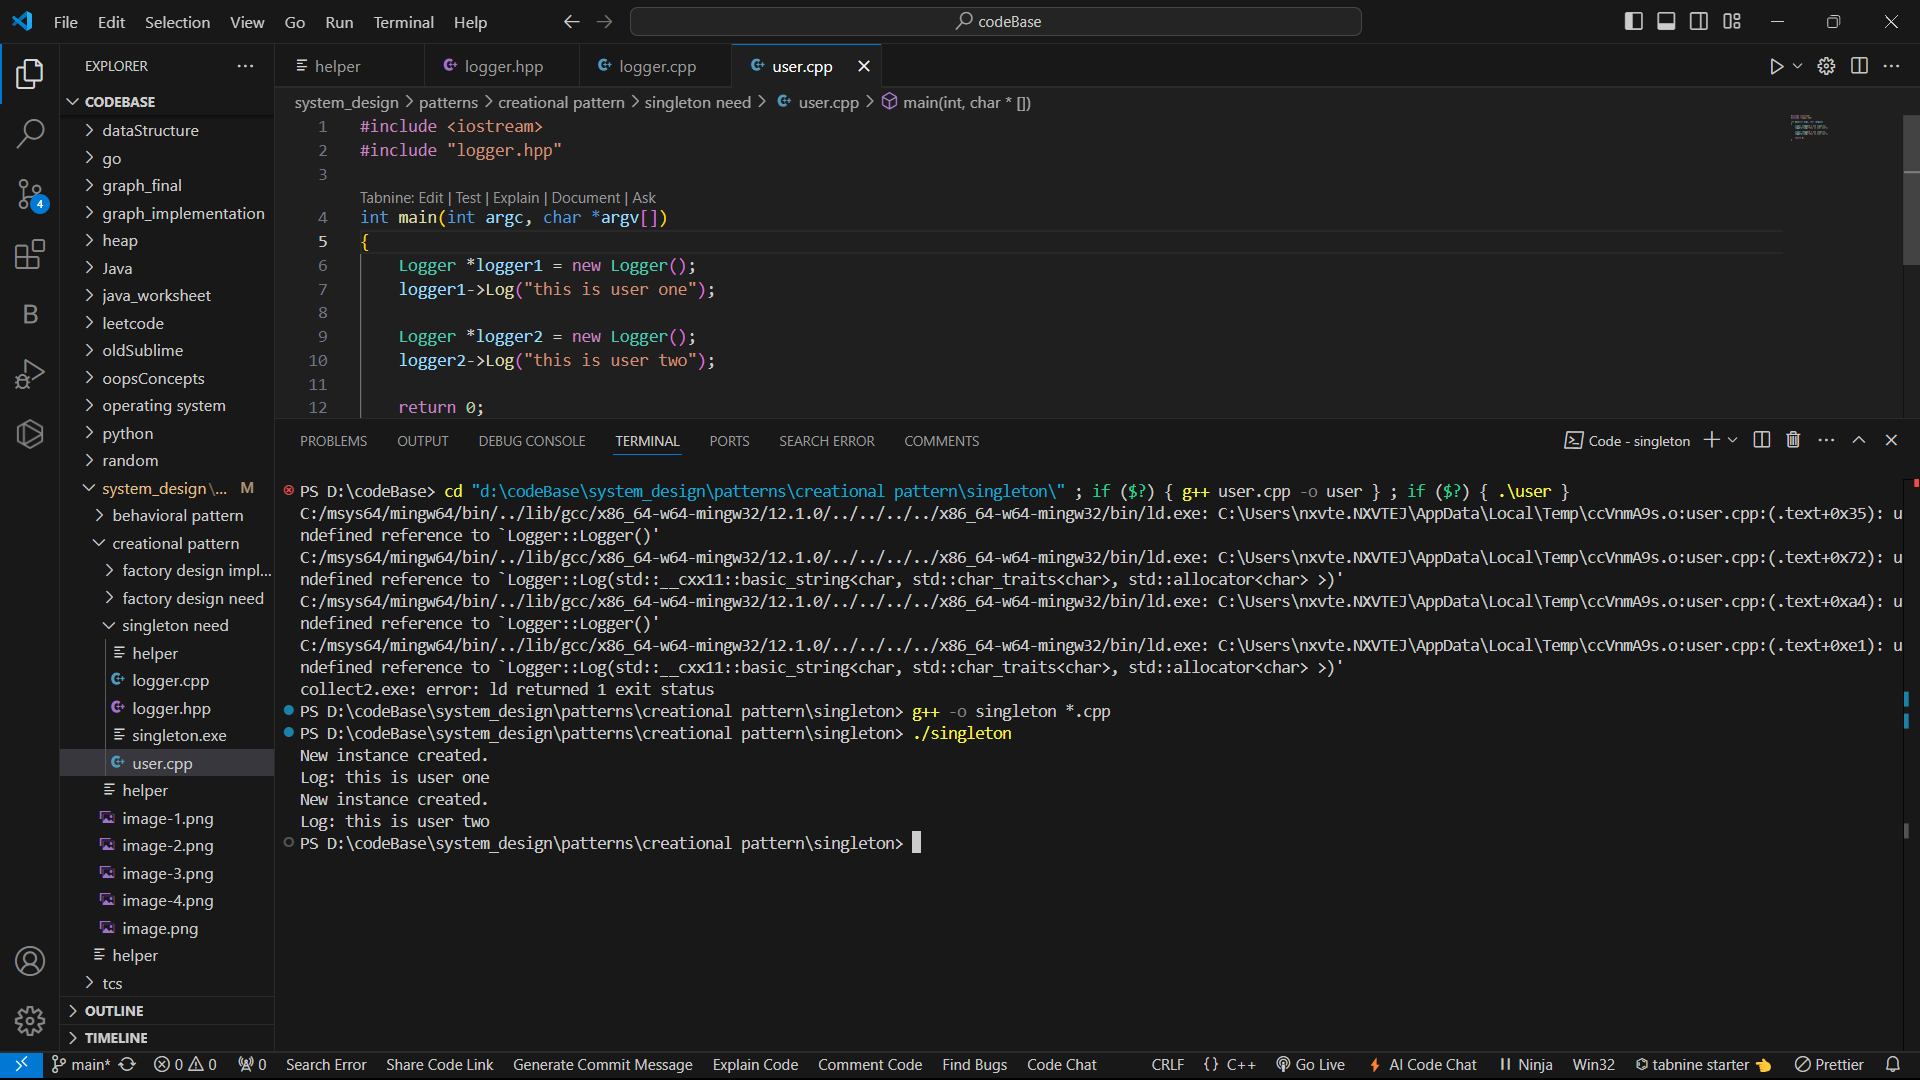 File Edit Selection View Go Run Terminal Help
codeBase
EXPLORER
CODEBASE
dataStructure
go
graph_final
graph_implementation
heap
Java
java_worksheet
leetcode
oldSublime
oopsConcepts
operating system
python
random
system_design\... M
behavioral pattern
creational pattern
factory design impl...
factory design need
singleton need
helper
logger.cpp
logger.hpp
singleton.exe
user.cpp
helper
image-1.png
image-2.png
image-3.png
image-4.png
image.png
helper
tcs
OUTLINE
TIMELINE
4
B
helper logger.hpp logger.cpp user.cpp
system_design > patterns > creational pattern > singleton need > user.cpp > main(int, char * [])
1 #include <iostream>
2 #include "logger.hpp"
3
Tabnine: Edit | Test | Explain | Document | Ask
4 int main(int argc, char *argv[])
5 {
6 Logger *logger1 = new Logger();
7 logger1->Log("this is user one");
8
9 Logger *logger2 = new Logger();
10 logger2->Log("this is user two");
11
12 return 0;
PROBLEMS OUTPUT DEBUG CONSOLE TERMINAL PORTS SEARCH ERROR COMMENTS
Code - singleton
PS D:\codeBase> cd "d:\codeBase\system_design\patterns\creational pattern\singleton\" ; if ($?) { g++ user.cpp -o user } ; if ($?) { .\user }
C:/msys64/mingw64/bin/../lib/gcc/x86_64-w64-mingw32/12.1.0/../../../../x86_64-w64-mingw32/bin/ld.exe: C:\Users\nxvte.NXVTEJ\AppData\Local\Temp\ccVnmA9s.o:user.cpp:(.text+0x35): u
ndefined reference to `Logger::Logger()'
C:/msys64/mingw64/bin/../lib/gcc/x86_64-w64-mingw32/12.1.0/../../../../x86_64-w64-mingw32/bin/ld.exe: C:\Users\nxvte.NXVTEJ\AppData\Local\Temp\ccVnmA9s.o:user.cpp:(.text+0x72): u
ndefined reference to `Logger::Log(std::__cxx11::basic_string<char, std::char_traits<char>, std::allocator<char> >)'
C:/msys64/mingw64/bin/../lib/gcc/x86_64-w64-mingw32/12.1.0/../../../../x86_64-w64-mingw32/bin/ld.exe: C:\Users\nxvte.NXVTEJ\AppData\Local\Temp\ccVnmA9s.o:user.cpp:(.text+0xa4): u
ndefined reference to `Logger::Logger()'
C:/msys64/mingw64/bin/../lib/gcc/x86_64-w64-mingw32/12.1.0/../../../../x86_64-w64-mingw32/bin/ld.exe: C:\Users\nxvte.NXVTEJ\AppData\Local\Temp\ccVnmA9s.o:user.cpp:(.text+0xe1): u
ndefined reference to `Logger::Log(std::__cxx11::basic_string<char, std::char_traits<char>, std::allocator<char> >)'
collect2.exe: error: ld returned 1 exit status
PS D:\codeBase\system_design\patterns\creational pattern\singleton> g++ -o singleton *.cpp
PS D:\codeBase\system_design\patterns\creational pattern\singleton> ./singleton
New instance created.
Log: this is user one
New instance created.
Log: this is user two
PS D:\codeBase\system_design\patterns\creational pattern\singleton>
main* 0 0 0 Search Error Share Code Link Generate Commit Message Explain Code Comment Code Find Bugs Code Chat CRLF {} C++ Go Live AI Code Chat Ninja Win32 tabnine starter Prettier